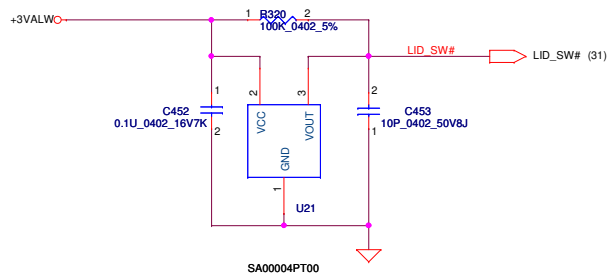 R320
1 2
100K_0402_5%
+3VALW
LID_SW#
LID_SW# (31)
1
2
3
2
C452
0.1U_0402_16V7K
2
VCC
VOUT
GND
C453
10P_0402_50V8J
1
1
U21
SA00004PT00